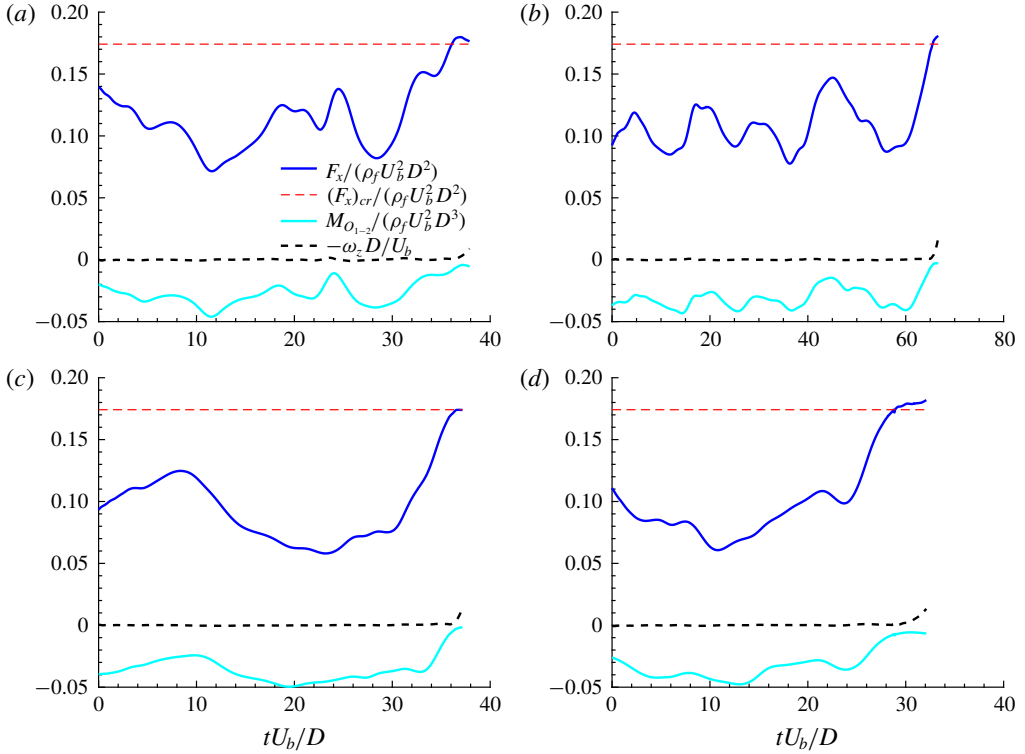 (a)
0.20
0.15
0.10
0.05
0
−0.05
0 10 20 30 40
F_x/(ρ_f U_b^2 D^2)
(F_x)_{cr}/(ρ_f U_b^2 D^2)
M_{O_{1−2}}/(ρ_f U_b^2 D^3)
−ω_z D/U_b
(b)
0.20
0.15
0.10
0.05
0
−0.05
0 20 40 60 80
(c)
0.20
0.15
0.10
0.05
0
−0.05
0 10 20 30 40
tU_b/D
(d)
0.20
0.15
0.10
0.05
0
−0.05
0 10 20 30 40
tU_b/D